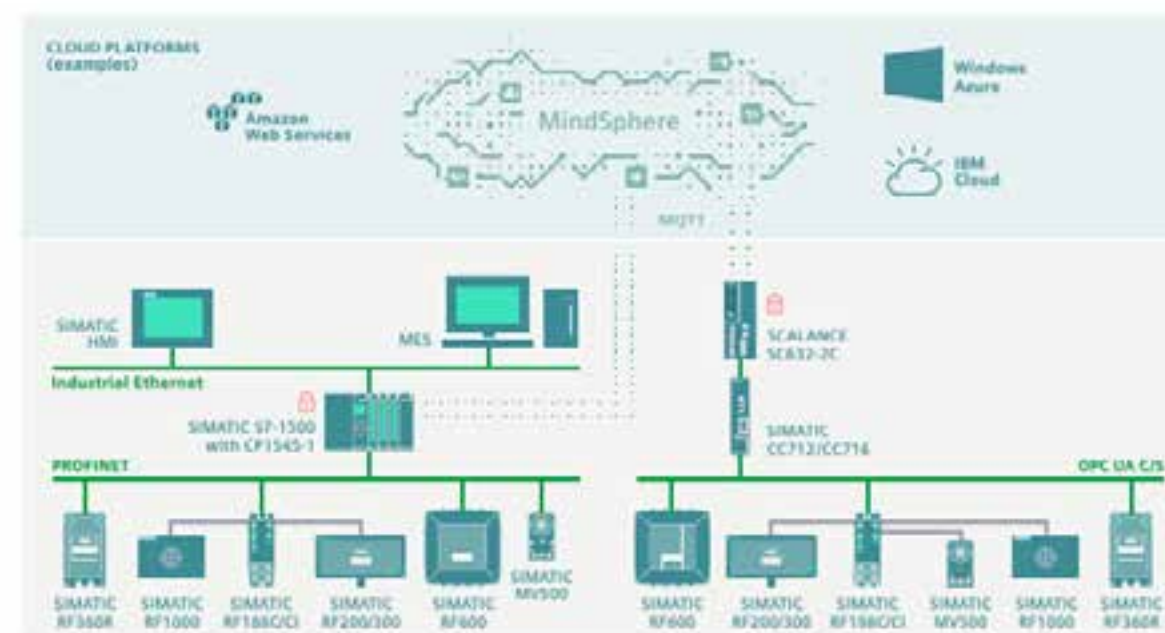 CLOUD PLATFORMS
(examples)
Amazon
Web Services
MindSphere
Windows
Azure
IBM
Cloud
MQTT
SIMATIC
HMI
MES
Industrial Ethernet
SIMATIC S7-1500
with CP1545-1
SCALANCE
SC632-2C
SIMATIC
CC712/CC716
PROFINET
OPC UA C/S
SIMATIC
RF360R
SIMATIC
RF1000
SIMATIC
RF186C/CI
SIMATIC
RF200/300
SIMATIC
RF600
SIMATIC
MV500
SIMATIC
RF600
SIMATIC
RF200/300
SIMATIC
RF186C/CI
SIMATIC
MV500
SIMATIC
RF1000
SIMATIC
RF360R